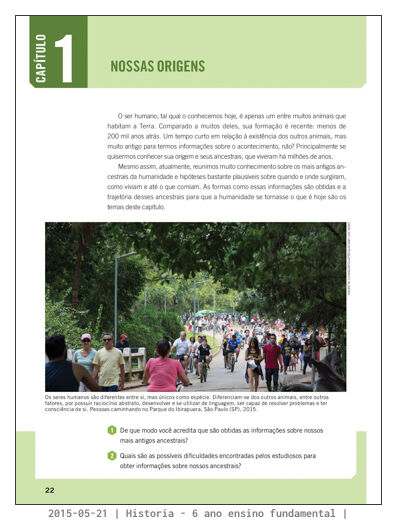 CAPÍTULO
1
NOSSAS ORIGENS
O ser humano, tal qual o conhecemos hoje, é apenas um entre muitos animais que
habitam a Terra. Comparado a muitos deles, sua formação é recente: menos de
200 mil anos atrás. Um tempo curto em relação à existência dos outros animais, mas
muito antigo para termos informações sobre o acontecimento, não? Principalmente se
quisermos conhecer sua origem e seus ancestrais, que viveram há milhões de anos.
Mesmo assim, atualmente, reunimos muito conhecimento sobre os mais antigos an-
cestrais da humanidade e hipóteses bastante plausíveis sobre quando e onde surgiram,
como viviam e até o que comiam. As formas como essas informações são obtidas e a
trajetória desses ancestrais para que a humanidade se tornasse o que é hoje são os
temas deste capítulo.
Os seres humanos são diferentes entre si, mas únicos como espécie. Diferenciam-se dos outros animais, entre outros
fatores, por possuir raciocínio abstrato, desenvolver e se utilizar de linguagem, ser capaz de resolver problemas e ter
consciência de si. Pessoas caminhando no Parque do Ibirapuera, São Paulo (SP), 2015.
1 De que modo você acredita que são obtidas as informações sobre nossos
mais antigos ancestrais?
2 Quais são as possíveis dificuldades encontradas pelos estudiosos para
obter informações sobre nossos ancestrais?
22
2015-05-21 | Historia - 6 ano ensino fundamental |